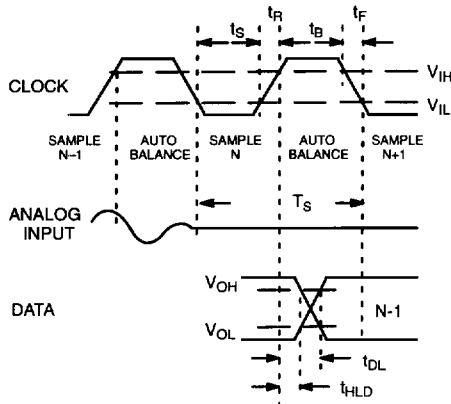 tS tR tB tF
CLOCK
VIH
VIL
SAMPLE
N–1
AUTO
BALANCE
SAMPLE
N
AUTO
BALANCE
SAMPLE
N+1
TS
ANALOG
INPUT
DATA
VOH
VOL
N-1
tDL
tHLD